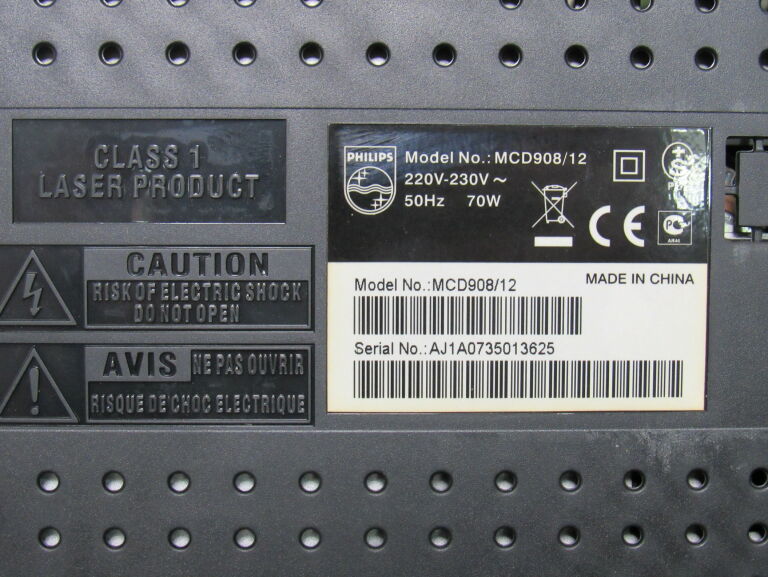 CLASS 1
LASER PRODUCT
CAUTION
RISK OF ELECTRIC SHOCK
DO NOT OPEN
AVIS NE PAS OUVRIR
RISQUE DE CHOC ELECTRIQUE
PHILIPS
Model No.: MCD908/12
220V-230V ~
50Hz 70W
CE
Model No.: MCD908/12
MADE IN CHINA
Serial No.: AJ1A0735013625